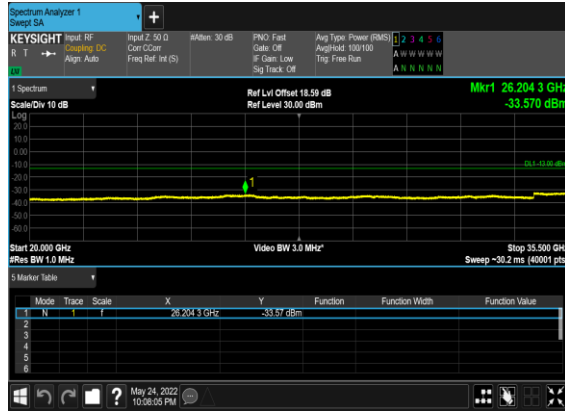 Spectrum Analyzer 1
Swept SA
+
KEYSIGHT Input: RF Input Z: 50 Ω #Atten: 30 dB PNO: Fast Avg Type: Power (RMS) 1 2 3 4 5 6
R T Coupling: DC Corr CCorr Gate: Off Avg|Hold: 100/100 A W W W W W
Align: Auto Freq Ref: Int (S) IF Gain: Low Trig: Free Run
Sig Track: Off A N N N N N
1 Spectrum Ref Lvl Offset 18.59 dB Mkr1 26.204 3 GHz
Scale/Div 10 dB Ref Level 30.00 dBm -33.570 dBm
Log
20.0
10.0
0.00
-10.0 DL1 -13.00 dBm
-20.0
1
-30.0
-40.0
-50.0
-60.0
Start 20.000 GHz Video BW 3.0 MHz* Stop 35.500 GHz
#Res BW 1.0 MHz Sweep ~30.2 ms (40001 pts)
5 Marker Table
Mode Trace Scale X Y Function Function Width Function Value
1 N 1 f 26.204 3 GHz -33.57 dBm
2
3
4
5
6
? May 24, 2022
10:08:05 PM